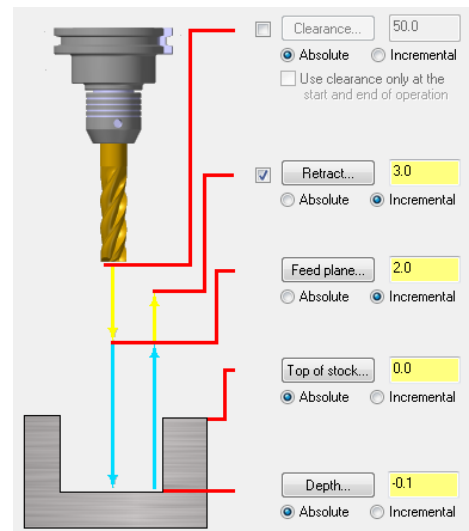 Clearance... 50.0
Absolute Incremental
Use clearance only at the
start and end of operation
Retract... 3.0
Absolute Incremental
Feed plane... 2.0
Absolute Incremental
Top of stock... 0.0
Absolute Incremental
Depth... -0.1
Absolute Incremental